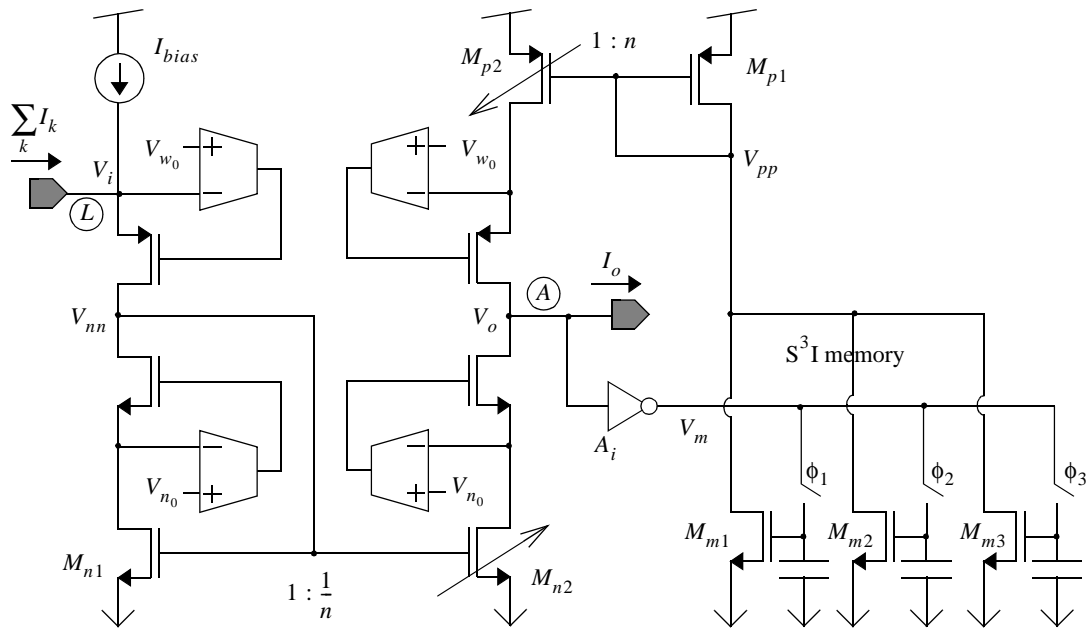 I_bias
M_p2
1 : n
M_p1
∑_k I_k
V_w0
V_w0
V_i
V_pp
L
A
I_o
V_nn
V_o
S³I memory
A_i
V_m
V_n0
V_n0
ϕ_1
ϕ_2
ϕ_3
M_n1
1 : 1/n
M_n2
M_m1
M_m2
M_m3